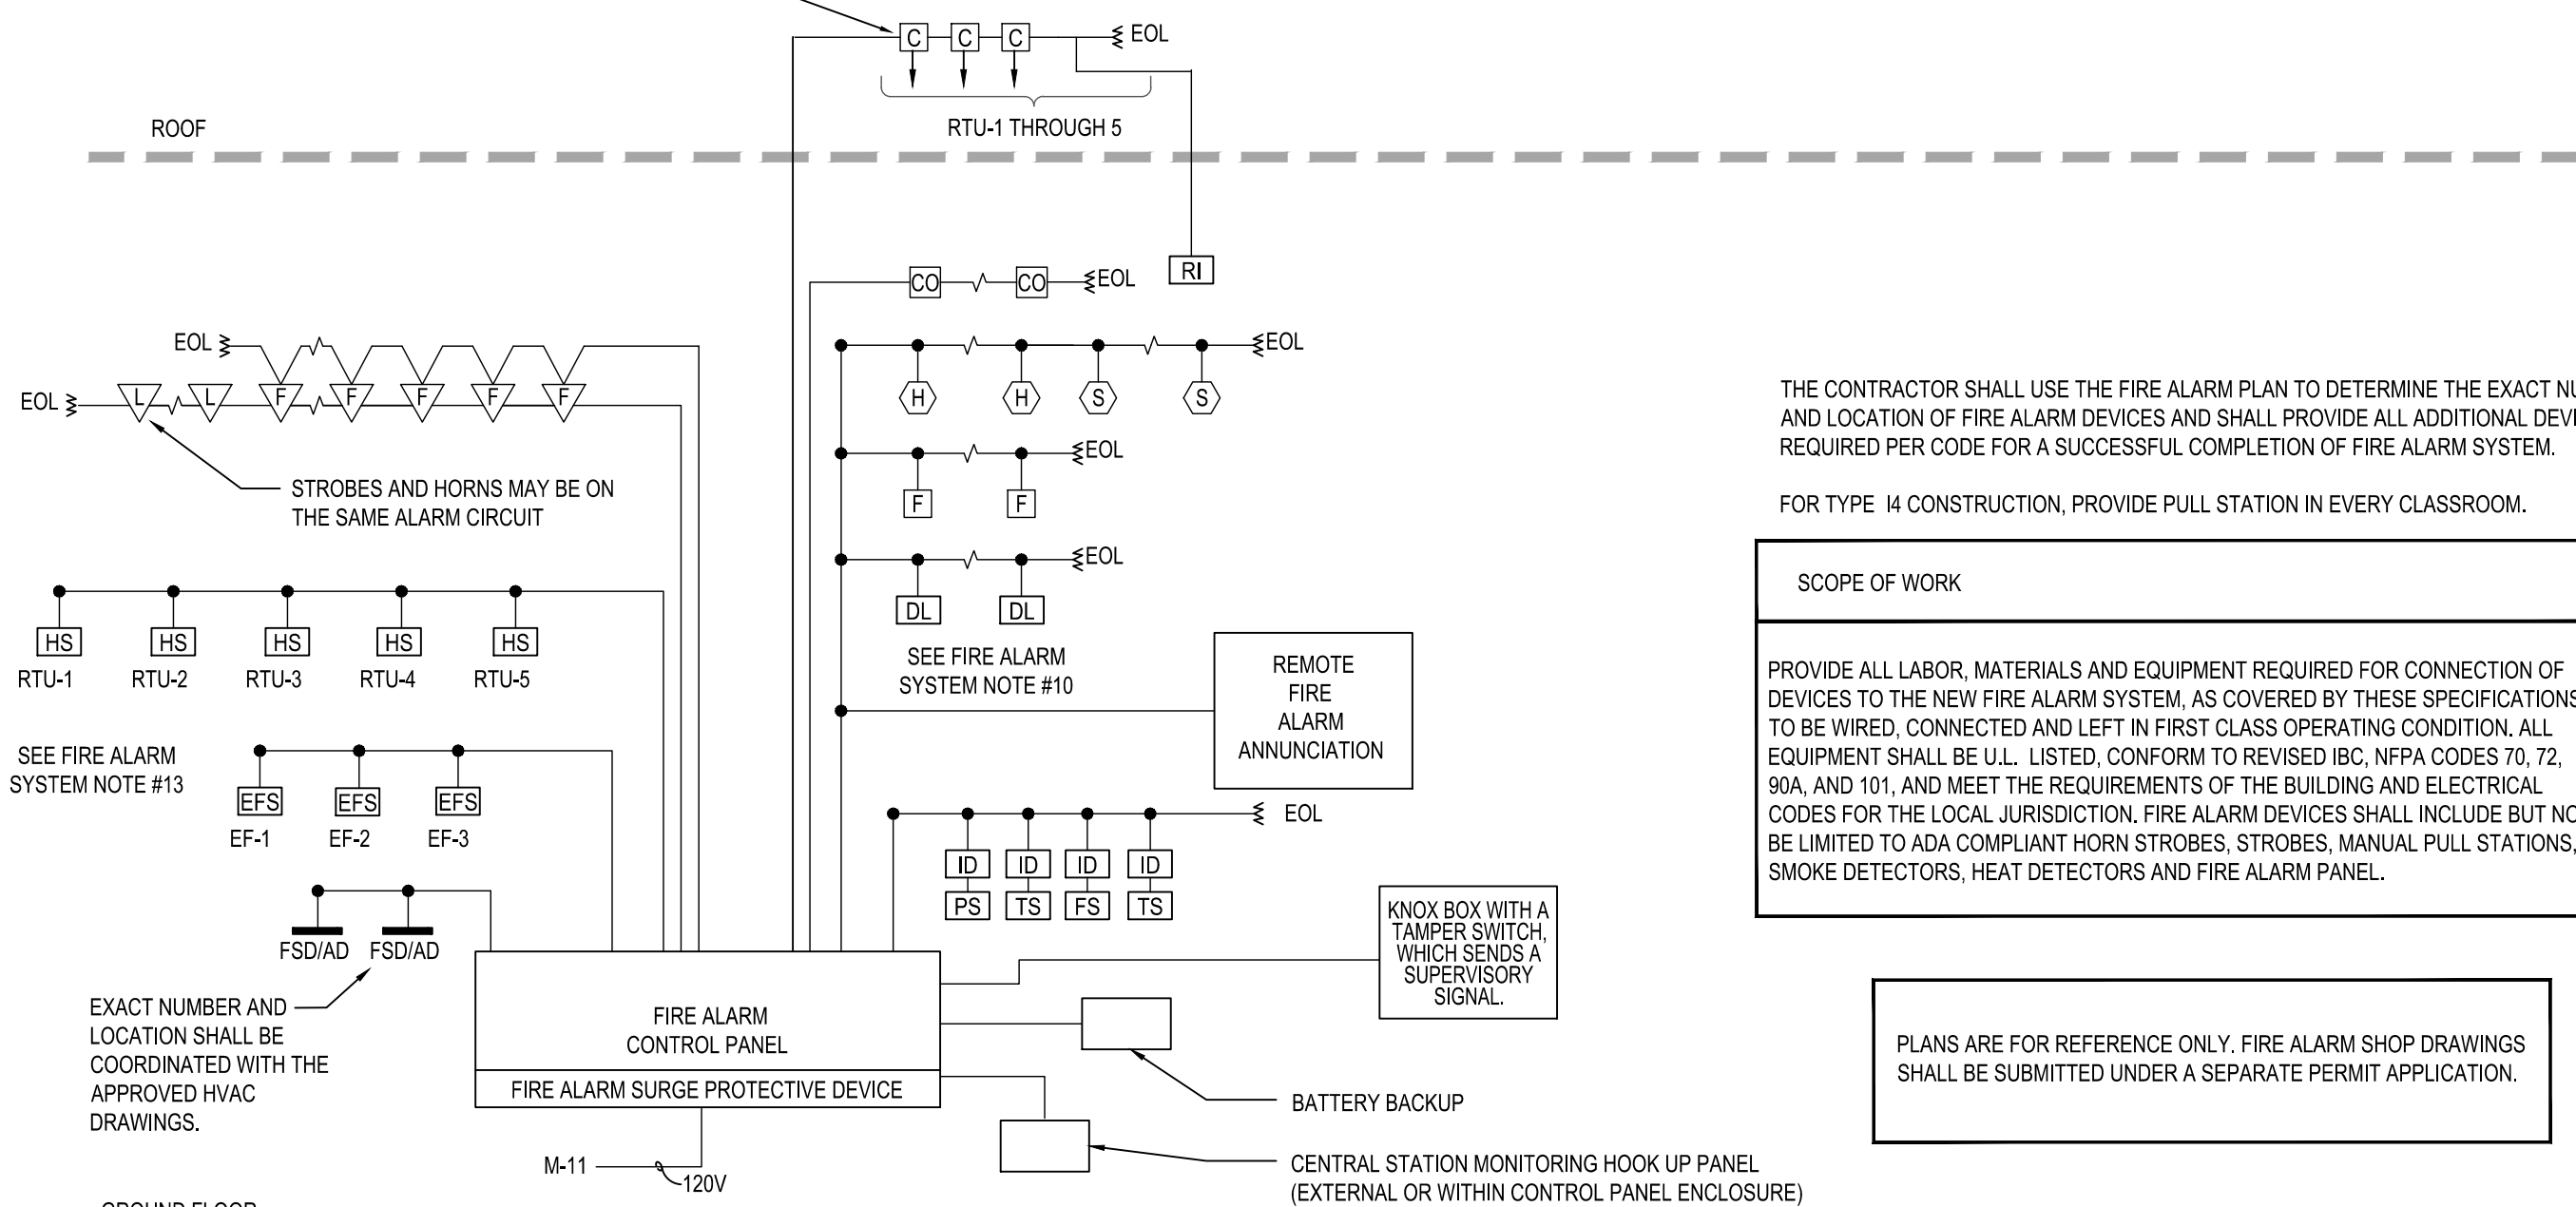 C C C EOL
RTU-1 THROUGH 5
ROOF
RI
CO CO EOL
EOL
EOL
L L F F F F F
STROBES AND HORNS MAY BE ON
THE SAME ALARM CIRCUIT
EOL
H H S S
EOL
F F
EOL
DL DL
SEE FIRE ALARM
SYSTEM NOTE #10
HS HS HS HS HS
RTU-1 RTU-2 RTU-3 RTU-4 RTU-5
REMOTE
FIRE
ALARM
ANNUNCIATION
SEE FIRE ALARM
SYSTEM NOTE #13
EFS EFS EFS
EF-1 EF-2 EF-3
EOL
ID ID ID ID
PS TS FS TS
FSD/AD FSD/AD
EXACT NUMBER AND
LOCATION SHALL BE
COORDINATED WITH THE
APPROVED HVAC
DRAWINGS.
KNOX BOX WITH A
TAMPER SWITCH,
WHICH SENDS A
SUPERVISORY
SIGNAL.
FIRE ALARM
CONTROL PANEL
FIRE ALARM SURGE PROTECTIVE DEVICE
M-11
120V
BATTERY BACKUP
CENTRAL STATION MONITORING HOOK UP PANEL
(EXTERNAL OR WITHIN CONTROL PANEL ENCLOSURE)
GROUND FLOOR
THE CONTRACTOR SHALL USE THE FIRE ALARM PLAN TO DETERMINE THE EXACT
AND LOCATION OF FIRE ALARM DEVICES AND SHALL PROVIDE ALL ADDITIONAL
REQUIRED PER CODE FOR A SUCCESSFUL COMPLETION OF FIRE ALARM SYSTEM.
FOR TYPE I4 CONSTRUCTION, PROVIDE PULL STATION IN EVERY CLASSROOM.
SCOPE OF WORK
PROVIDE ALL LABOR, MATERIALS AND EQUIPMENT REQUIRED FOR CONNECTION OF
DEVICES TO THE NEW FIRE ALARM SYSTEM, AS COVERED BY THESE SPECIFICATIONS
TO BE WIRED, CONNECTED AND LEFT IN FIRST CLASS OPERATING CONDITION. ALL
EQUIPMENT SHALL BE U.L. LISTED, CONFORM TO REVISED IBC, NFPA CODES 70, 72,
90A, AND 101, AND MEET THE REQUIREMENTS OF THE BUILDING AND ELECTRICAL
CODES FOR THE LOCAL JURISDICTION. FIRE ALARM DEVICES SHALL INCLUDE BUT
BE LIMITED TO ADA COMPLIANT HORN STROBES, STROBES, MANUAL PULL STATIONS,
SMOKE DETECTORS, HEAT DETECTORS AND FIRE ALARM PANEL.
PLANS ARE FOR REFERENCE ONLY. FIRE ALARM SHOP DRAWINGS
SHALL BE SUBMITTED UNDER A SEPARATE PERMIT APPLICATION.